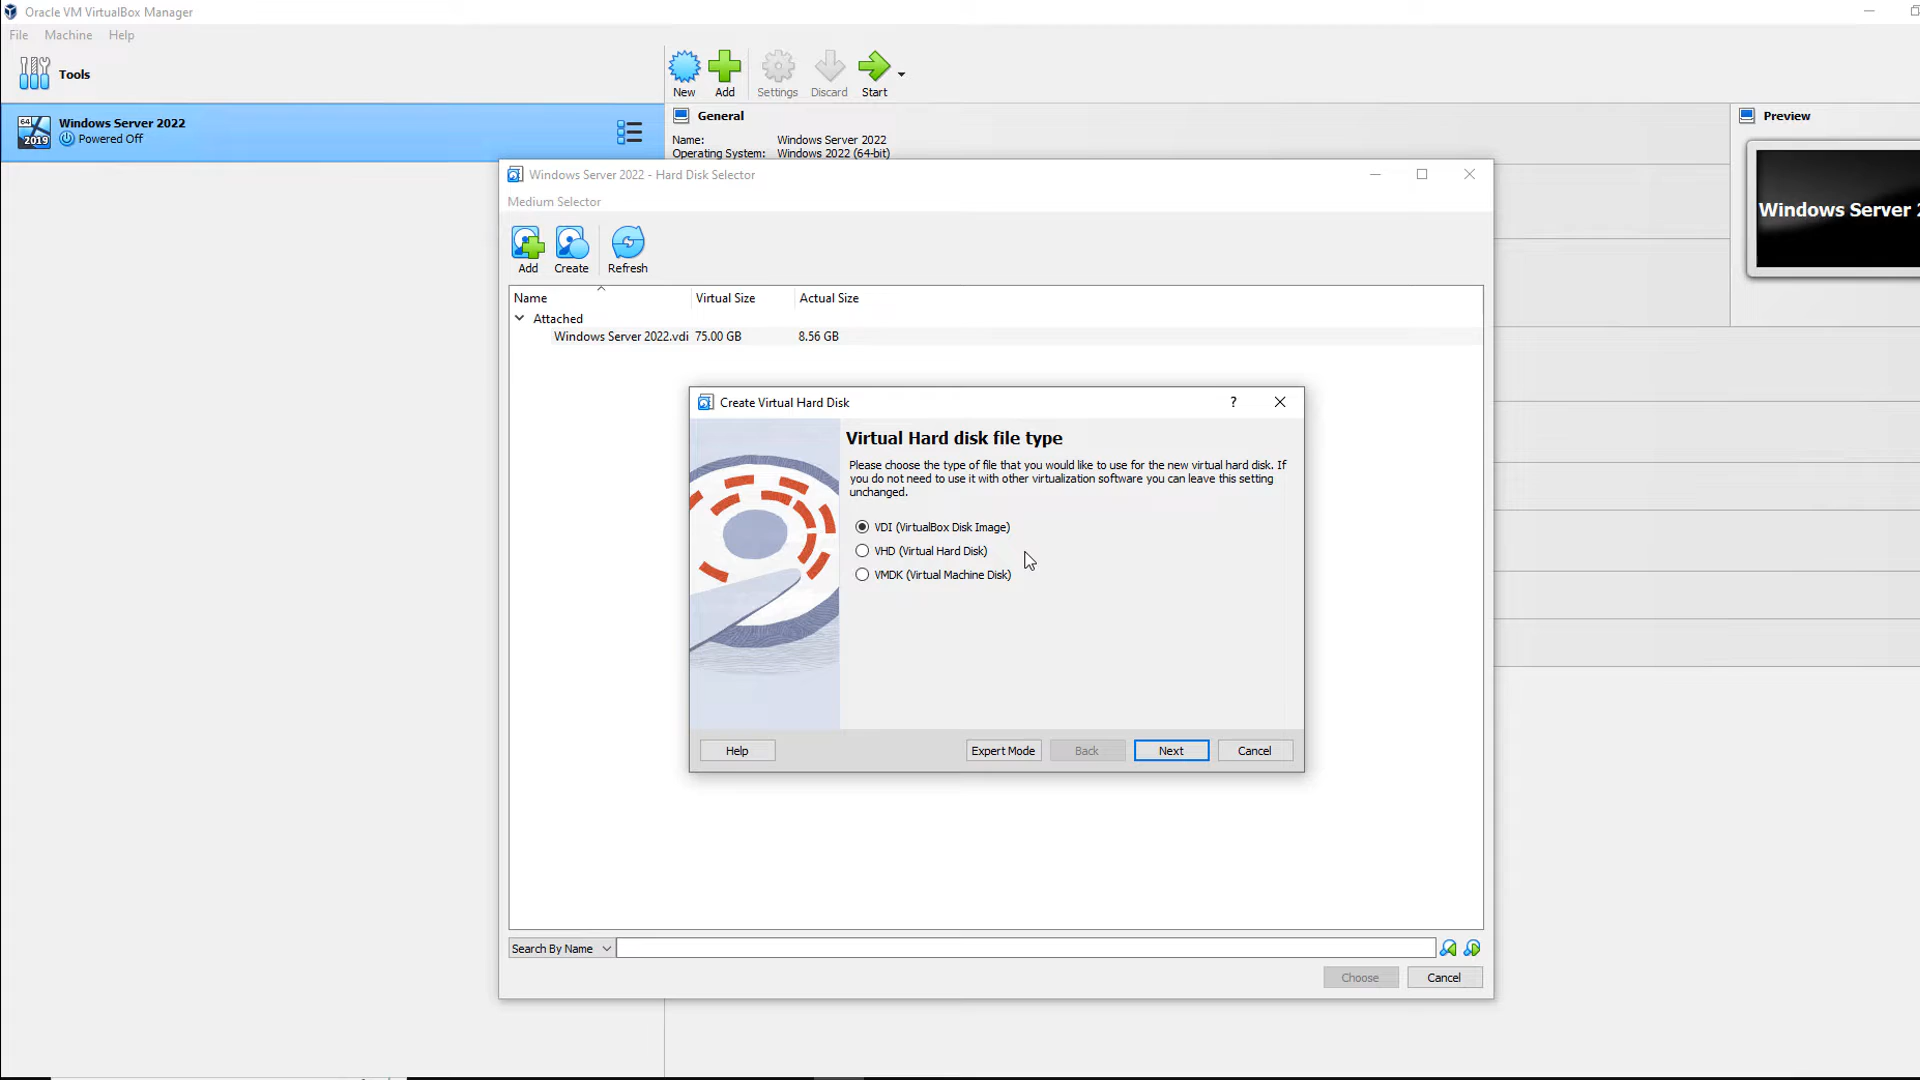 Oracle VM VirtualBox Manager
File Machine Help
Tools
New Add Settings Discard Start
64
2019
Windows Server 2022
Powered Off
General
Name: Windows Server 2022
Operating System: Windows 2022 (64-bit)
Preview
Windows Server 2
Windows Server 2022 - Hard Disk Selector
Medium Selector
Add Create Refresh
Name Virtual Size Actual Size
Attached
Windows Server 2022.vdi 75.00 GB 8.56 GB
Create Virtual Hard Disk ?
Virtual Hard disk file type
Please choose the type of file that you would like to use for the new virtual hard disk. If
you do not need to use it with other virtualization software you can leave this setting
unchanged.
VDI (VirtualBox Disk Image)
VHD (Virtual Hard Disk)
VMDK (Virtual Machine Disk)
Help Expert Mode Back Next Cancel
Search By Name
Choose Cancel